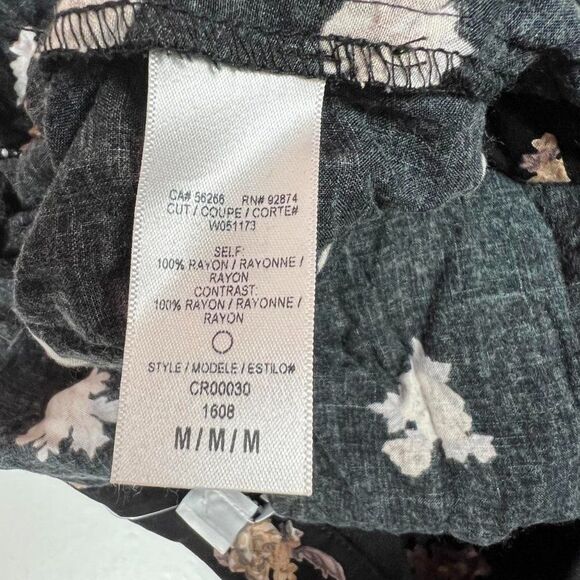 CA# 56266 RN# 92874
CUT / COUPE / CORTE#
W051173
SELF:
100% RAYON / RAYONNE /
RAYON
CONTRAST:
100% RAYON / RAYONNE /
RAYON
STYLE / MODELE / ESTILO#
CR00030
1608
M / M / M